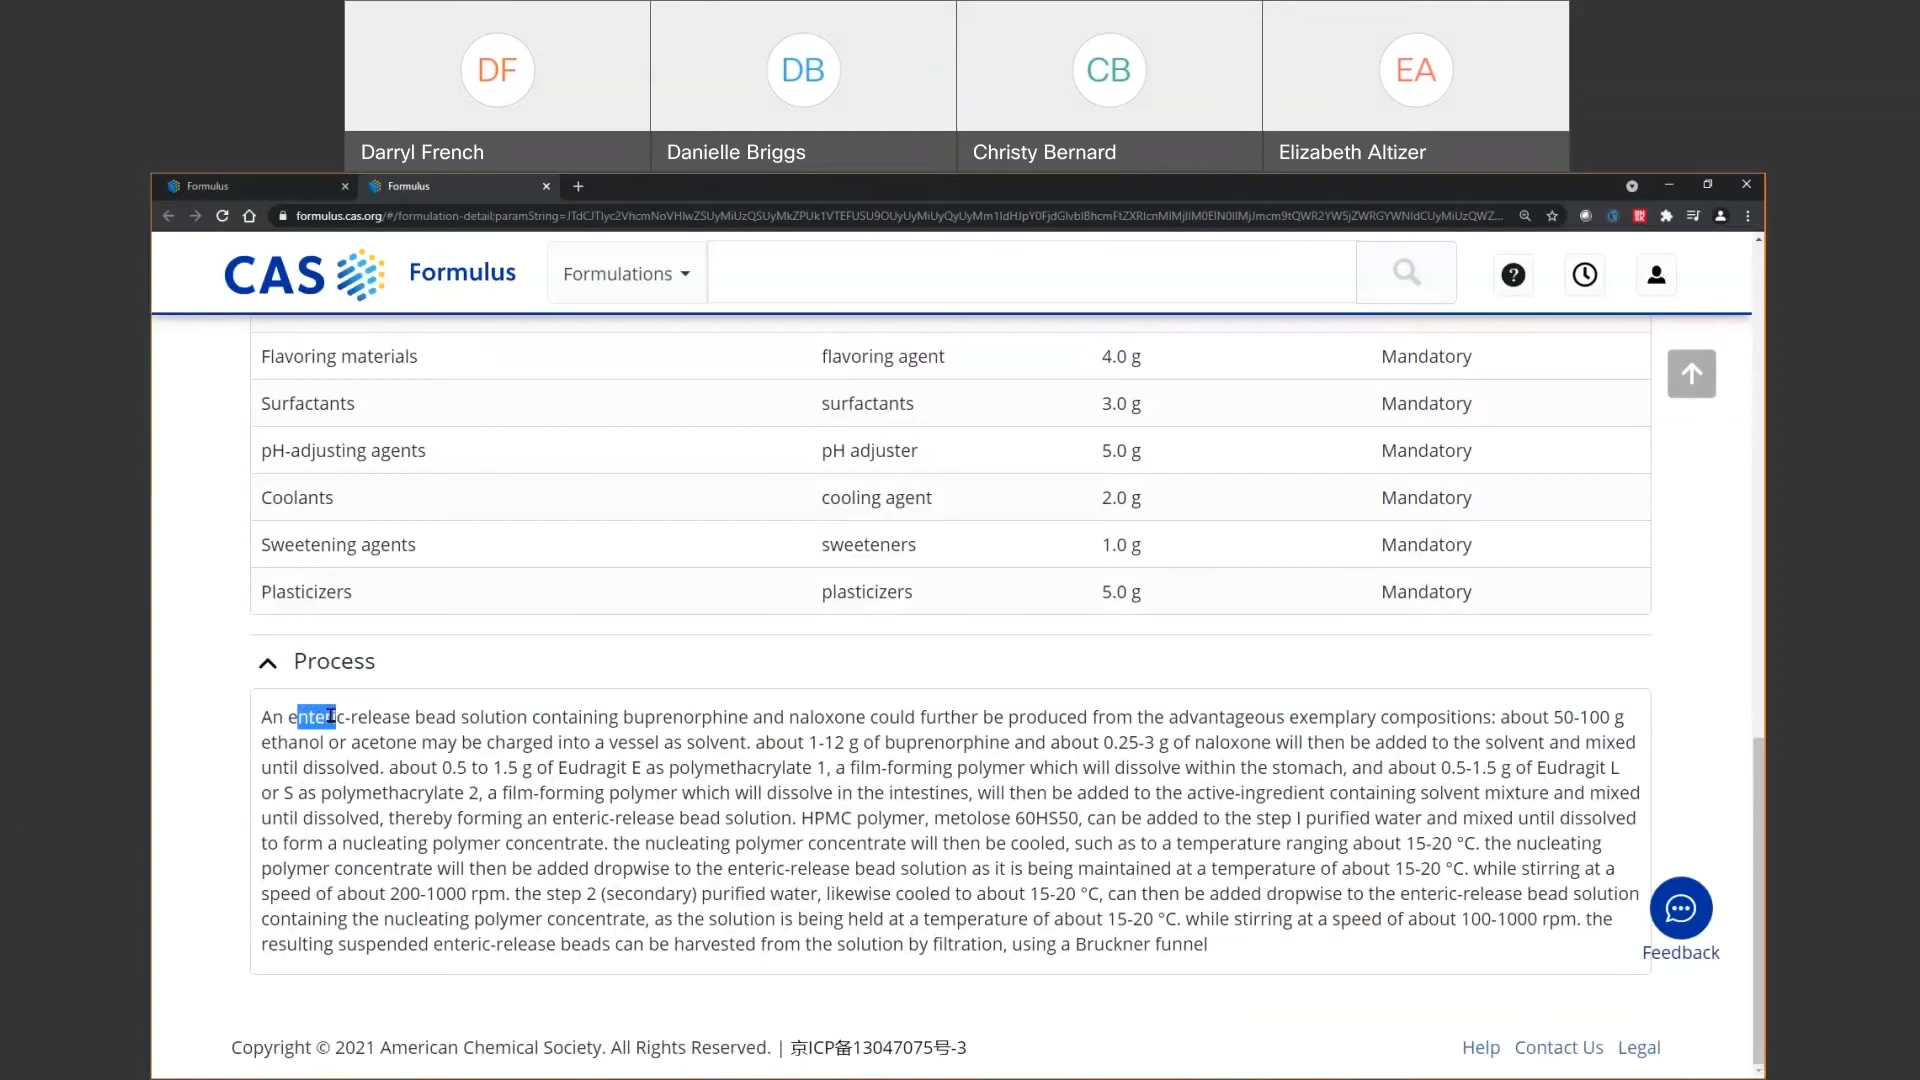 DF DB CB EA
Darryl French Danielle Briggs Christy Bernard Elizabeth Altizer
Formulus Formulus
CAS Formulus Formulations
Flavoring materials flavoring agent 4.0 g Mandatory
Surfactants surfactants 3.0 g Mandatory
pH-adjusting agents pH adjuster 5.0 g Mandatory
Coolants cooling agent 2.0 g Mandatory
Sweetening agents sweeteners 1.0 g Mandatory
Plasticizers plasticizers 5.0 g Mandatory
Process
An enteric-release bead solution containing buprenorphine and naloxone could further be produced from the advantageous exemplary compositions: about 50-100 g
ethanol or acetone may be charged into a vessel as solvent. about 1-12 g of buprenorphine and about 0.25-3 g of naloxone will then be added to the solvent and mixed
until dissolved. about 0.5 to 1.5 g of Eudragit E as polymethacrylate 1, a film-forming polymer which will dissolve within the stomach, and about 0.5-1.5 g of Eudragit L
or S as polymethacrylate 2, a film-forming polymer which will dissolve in the intestines, will then be added to the active-ingredient containing solvent mixture and mixed
until dissolved, thereby forming an enteric-release bead solution. HPMC polymer, metolose 60HS50, can be added to the step I purified water and mixed until dissolved
to form a nucleating polymer concentrate. the nucleating polymer concentrate will then be cooled, such as to a temperature ranging about 15-20 °C. the nucleating
polymer concentrate will then be added dropwise to the enteric-release bead solution as it is being maintained at a temperature of about 15-20 °C. while stirring at a
speed of about 200-1000 rpm. the step 2 (secondary) purified water, likewise cooled to about 15-20 °C, can then be added dropwise to the enteric-release bead solution
containing the nucleating polymer concentrate, as the solution is being held at a temperature of about 15-20 °C. while stirring at a speed of about 100-1000 rpm. the
resulting suspended enteric-release beads can be harvested from the solution by filtration, using a Bruckner funnel
Feedback
Copyright © 2021 American Chemical Society. All Rights Reserved. | 京ICP备13047075号-3 Help Contact Us Legal